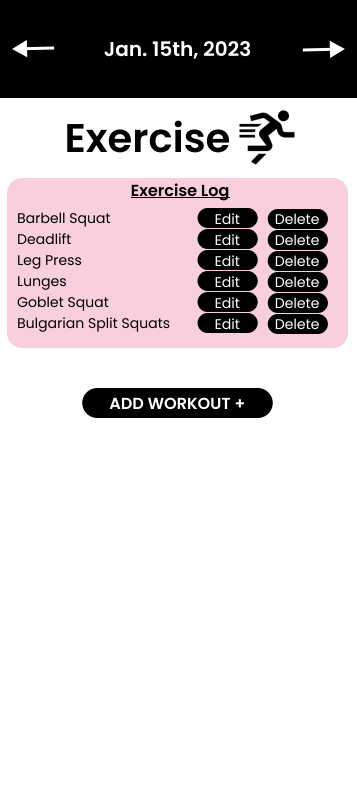 Jan. 15th, 2023
Exercise
Exercise Log
Barbell Squat Edit Delete
Deadlift Edit Delete
Leg Press Edit Delete
Lunges Edit Delete
Goblet Squat Edit Delete
Bulgarian Split Squats Edit Delete
ADD WORKOUT +